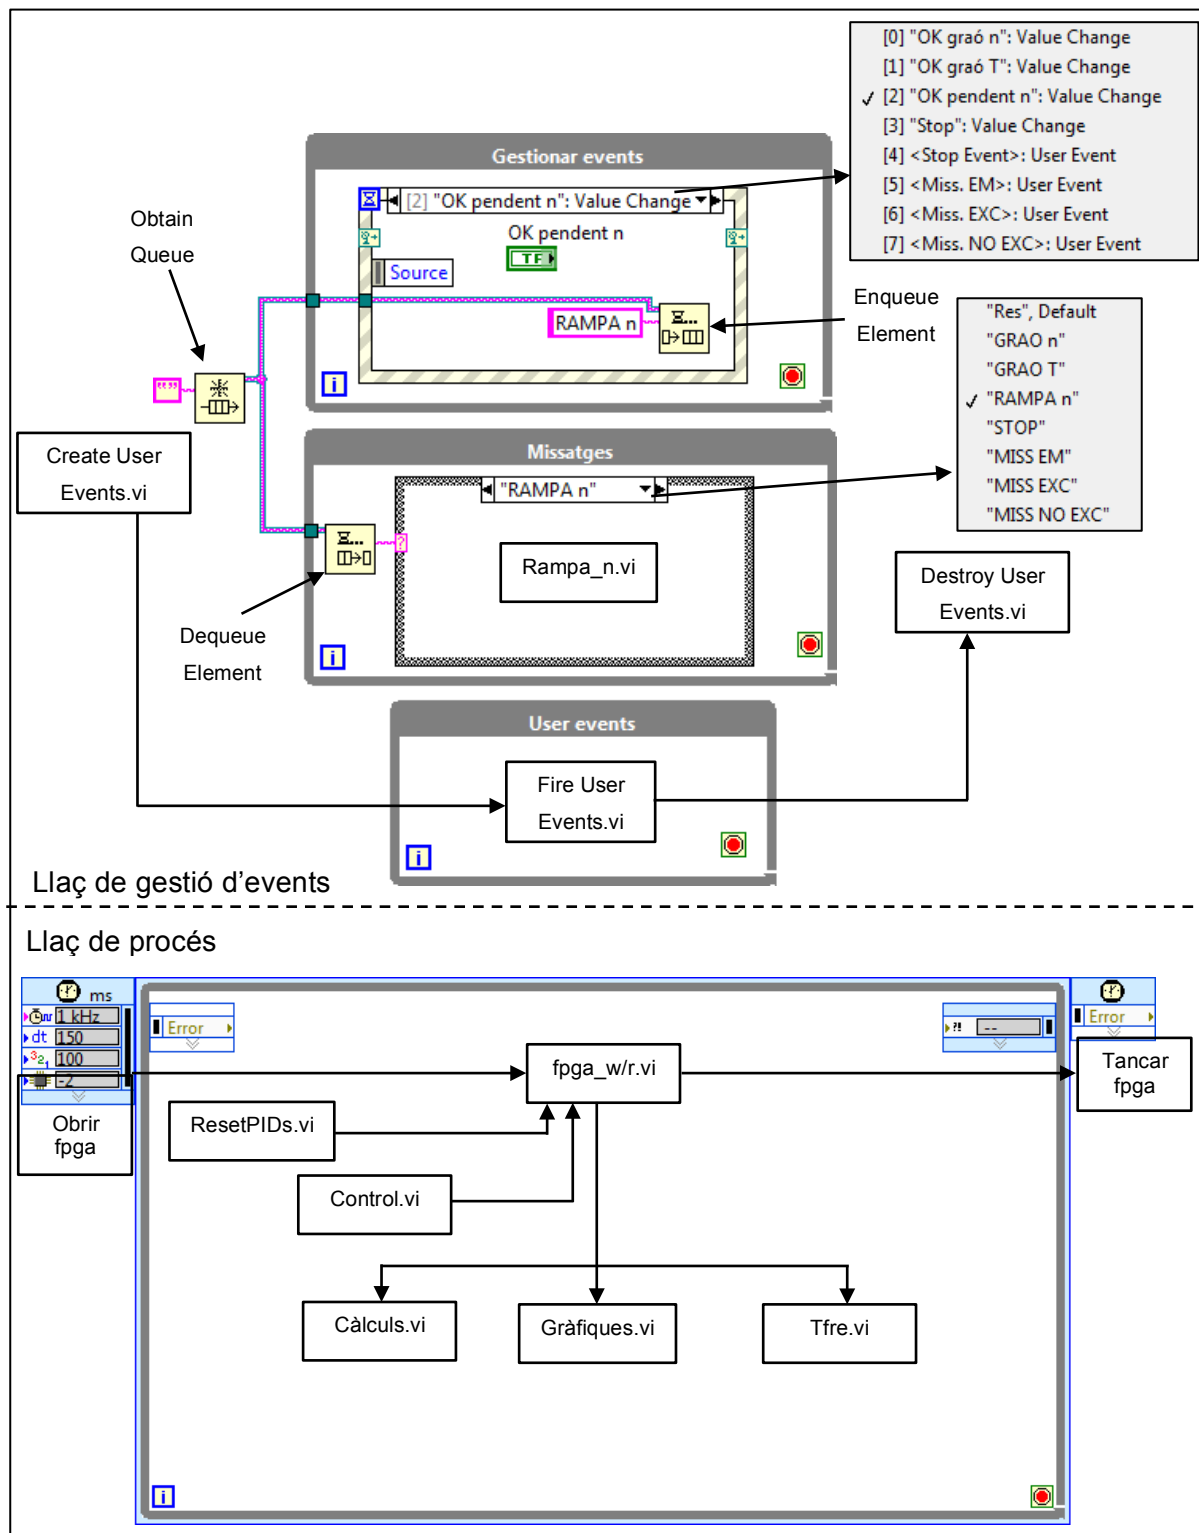 [0] "OK graó n": Value Change
[1] "OK graó T": Value Change
[2] "OK pendent n": Value Change
[3] "Stop": Value Change
[4] <Stop Event>: User Event
[5] <Miss. EM>: User Event
[6] <Miss. EXC>: User Event
[7] <Miss. NO EXC>: User Event
Gestionar events
[2] "OK pendent n": Value Change
OK pendent n
TF
Source
RAMPA n
i
Obtain
Queue
Enqueue
Element
"Res", Default
"GRAO n"
"GRAO T"
"RAMPA n"
"STOP"
"MISS EM"
"MISS EXC"
"MISS NO EXC"
Create User
Events.vi
Missatges
"RAMPA n"
?
Rampa_n.vi
i
Dequeue
Element
Destroy User
Events.vi
User events
Fire User
Events.vi
i
Llaç de gestió d'events
Llaç de procés
ms
1 kHz
dt 150
321 100
-2
Error
?! --
Error
Obrir
fpga
fpga_w/r.vi
Tancar
fpga
ResetPIDs.vi
Control.vi
Càlculs.vi
Gràfiques.vi
Tfre.vi
i